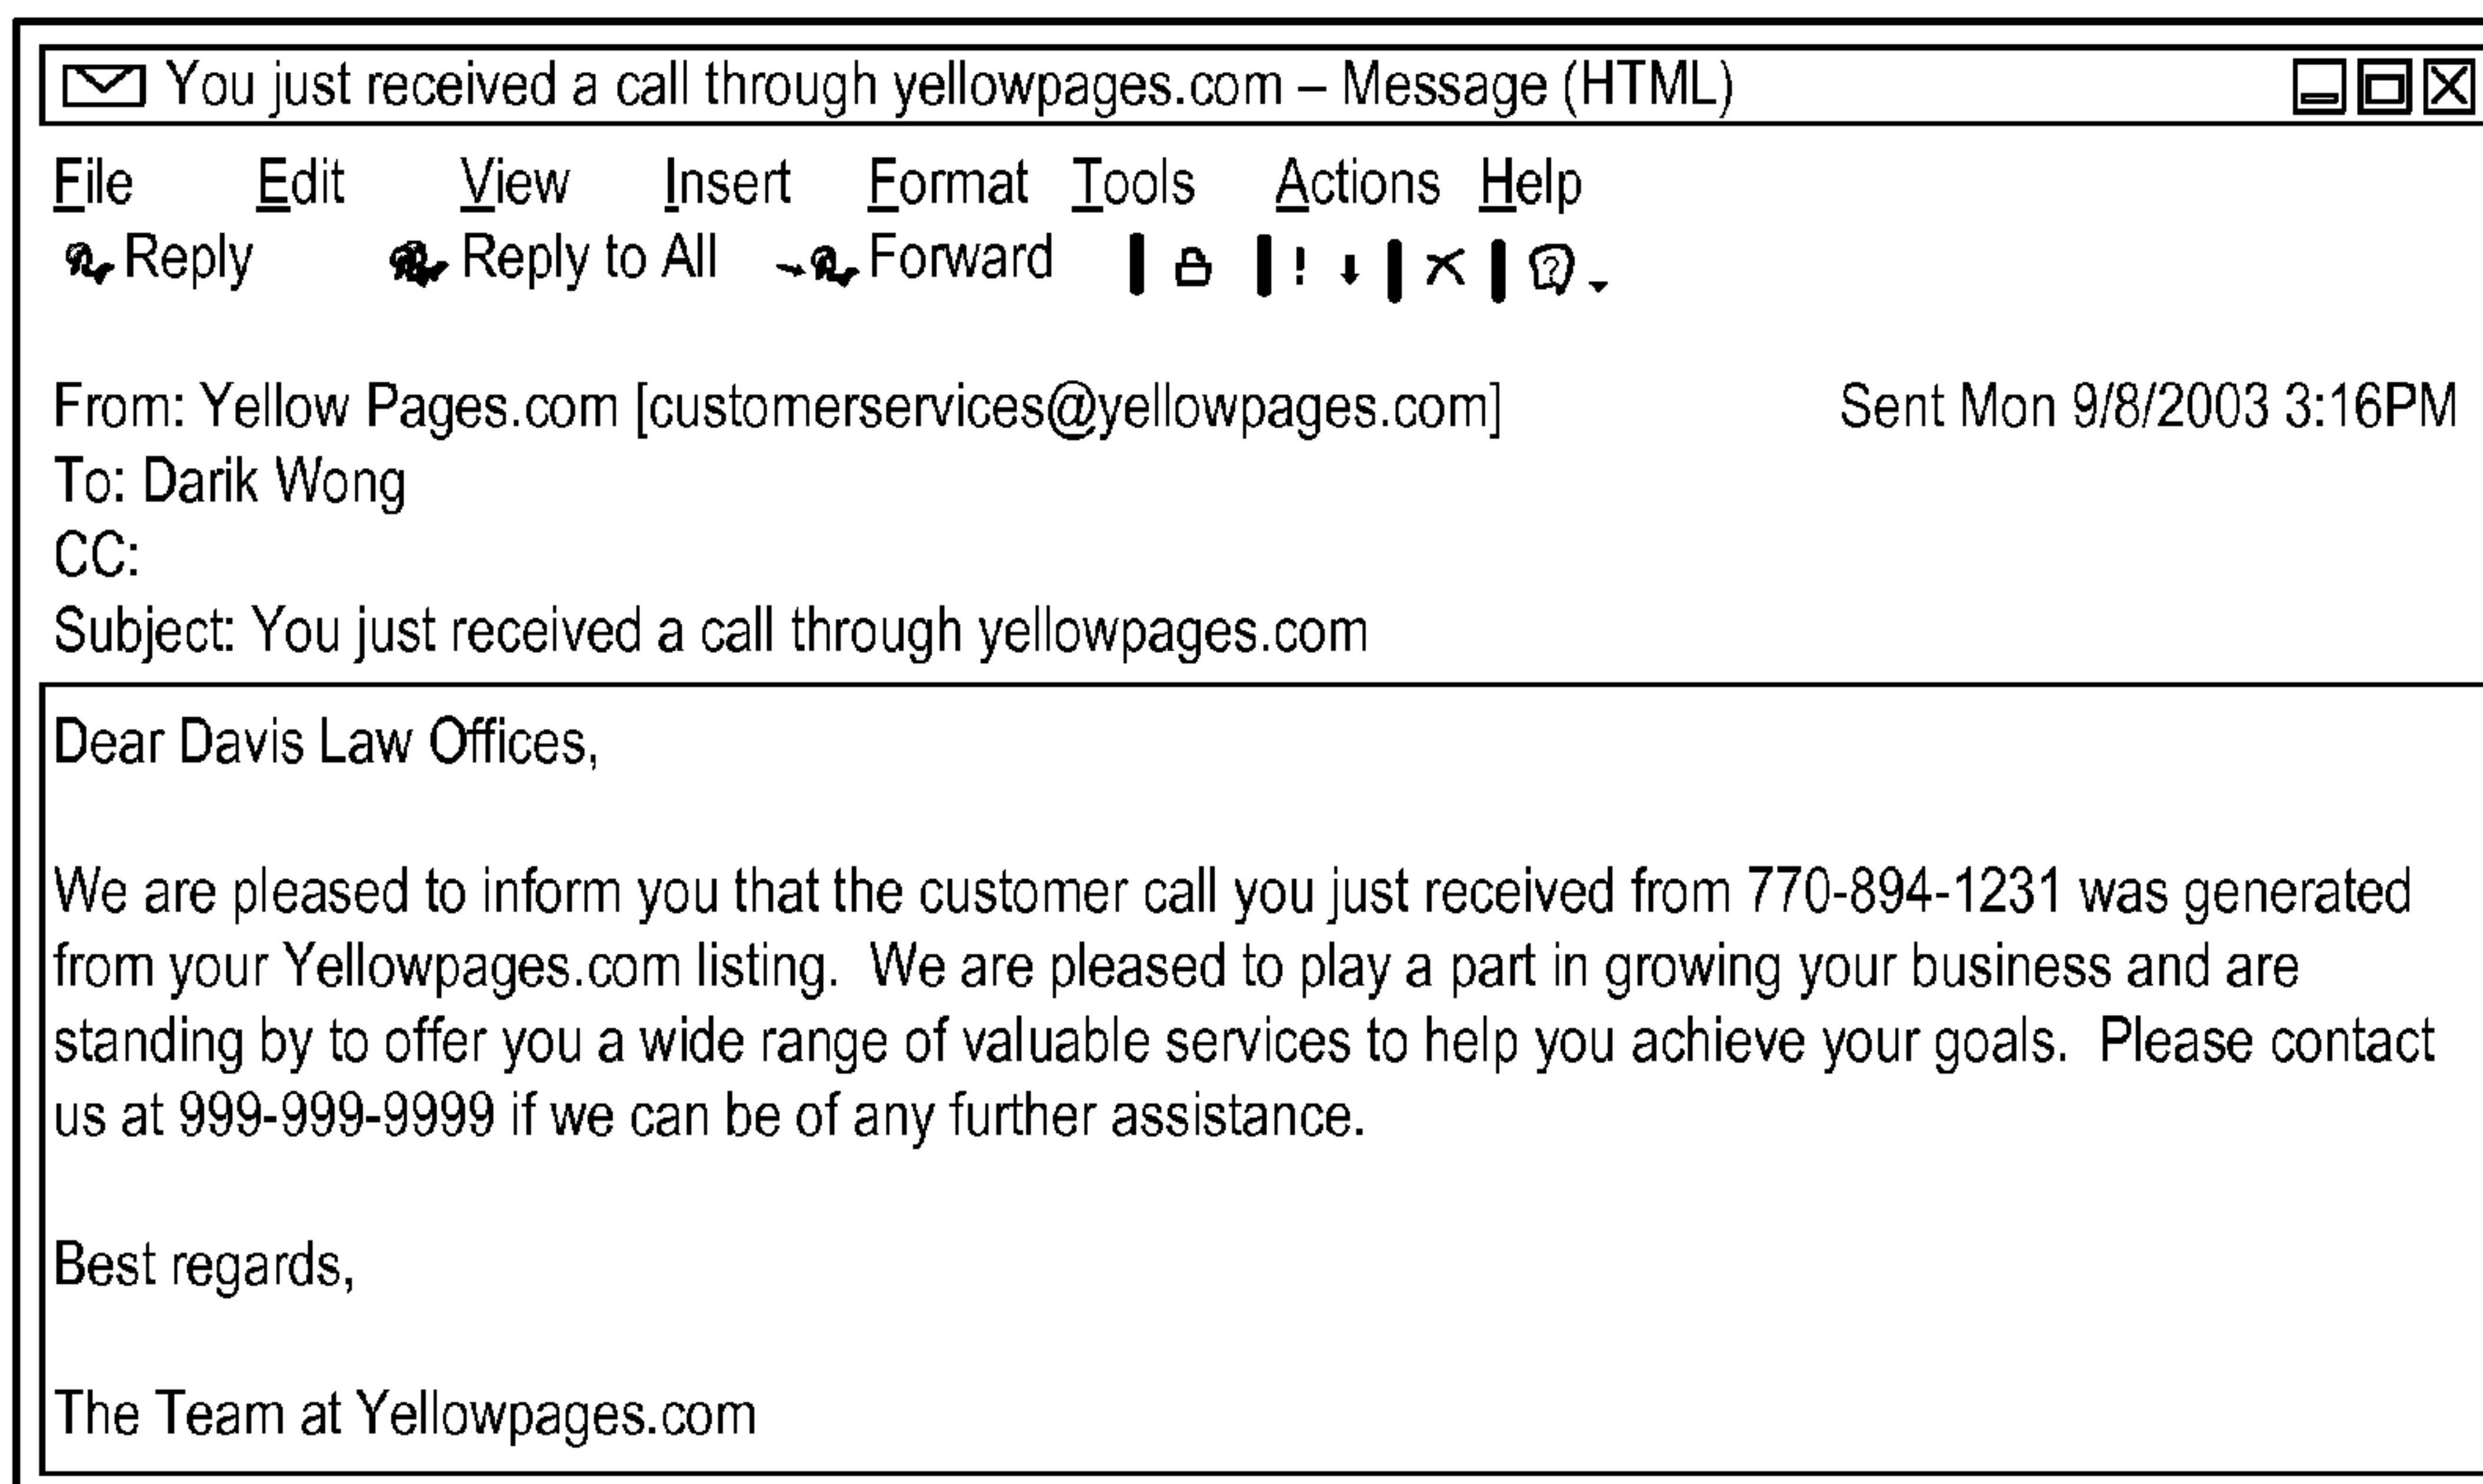 You just received a call through yellowpages.com – Message (HTML)
File Edit View Insert Format Tools Actions Help
Reply Reply to All Forward ! ?
From: Yellow Pages.com [customerservices@yellowpages.com] Sent Mon 9/8/2003 3:16PM
To: Darik Wong
CC:
Subject: You just received a call through yellowpages.com
Dear Davis Law Offices,
We are pleased to inform you that the customer call you just received from 770-894-1231 was generated
from your Yellowpages.com listing. We are pleased to play a part in growing your business and are
standing by to offer you a wide range of valuable services to help you achieve your goals. Please contact
us at 999-999-9999 if we can be of any further assistance.
Best regards,
The Team at Yellowpages.com